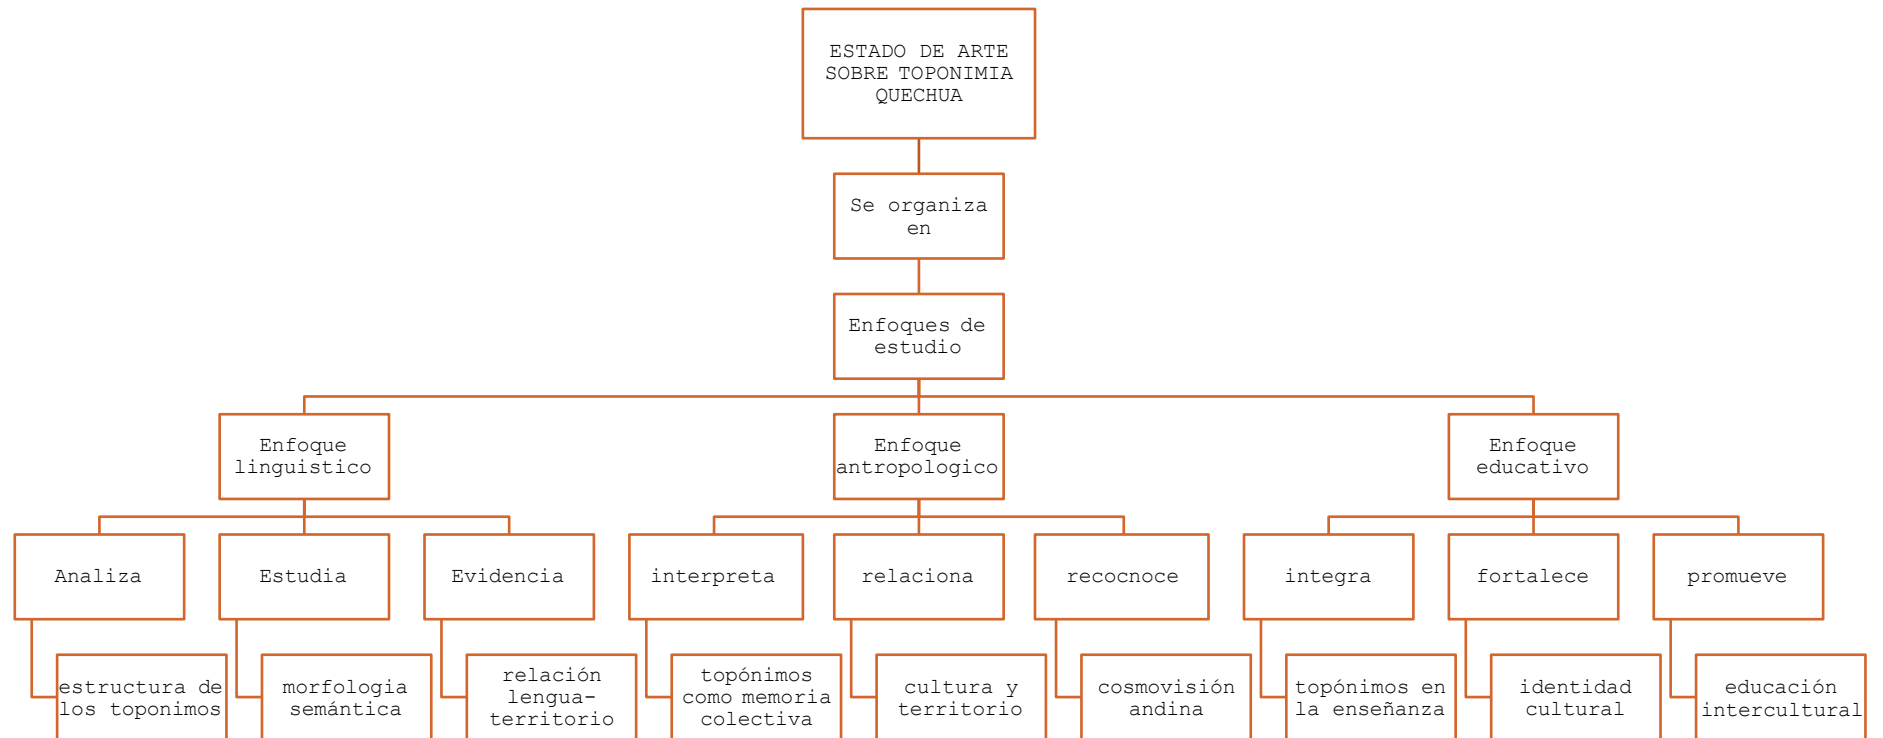 ESTADO DE ARTE
SOBRE TOPONIMIA
QUECHUA
Se organiza
en
Enfoques de
estudio
Enfoque
linguistico
Enfoque
antropologico
Enfoque
educativo
Analiza
Estudia
Evidencia
interpreta
relaciona
recocnoce
integra
fortalece
promueve
estructura de
los toponimos
morfologia
semántica
relación
lengua-
territorio
topónimos
como memoria
colectiva
cultura y
territorio
cosmovisión
andina
topónimos en
la enseñanza
identidad
cultural
educación
intercultural